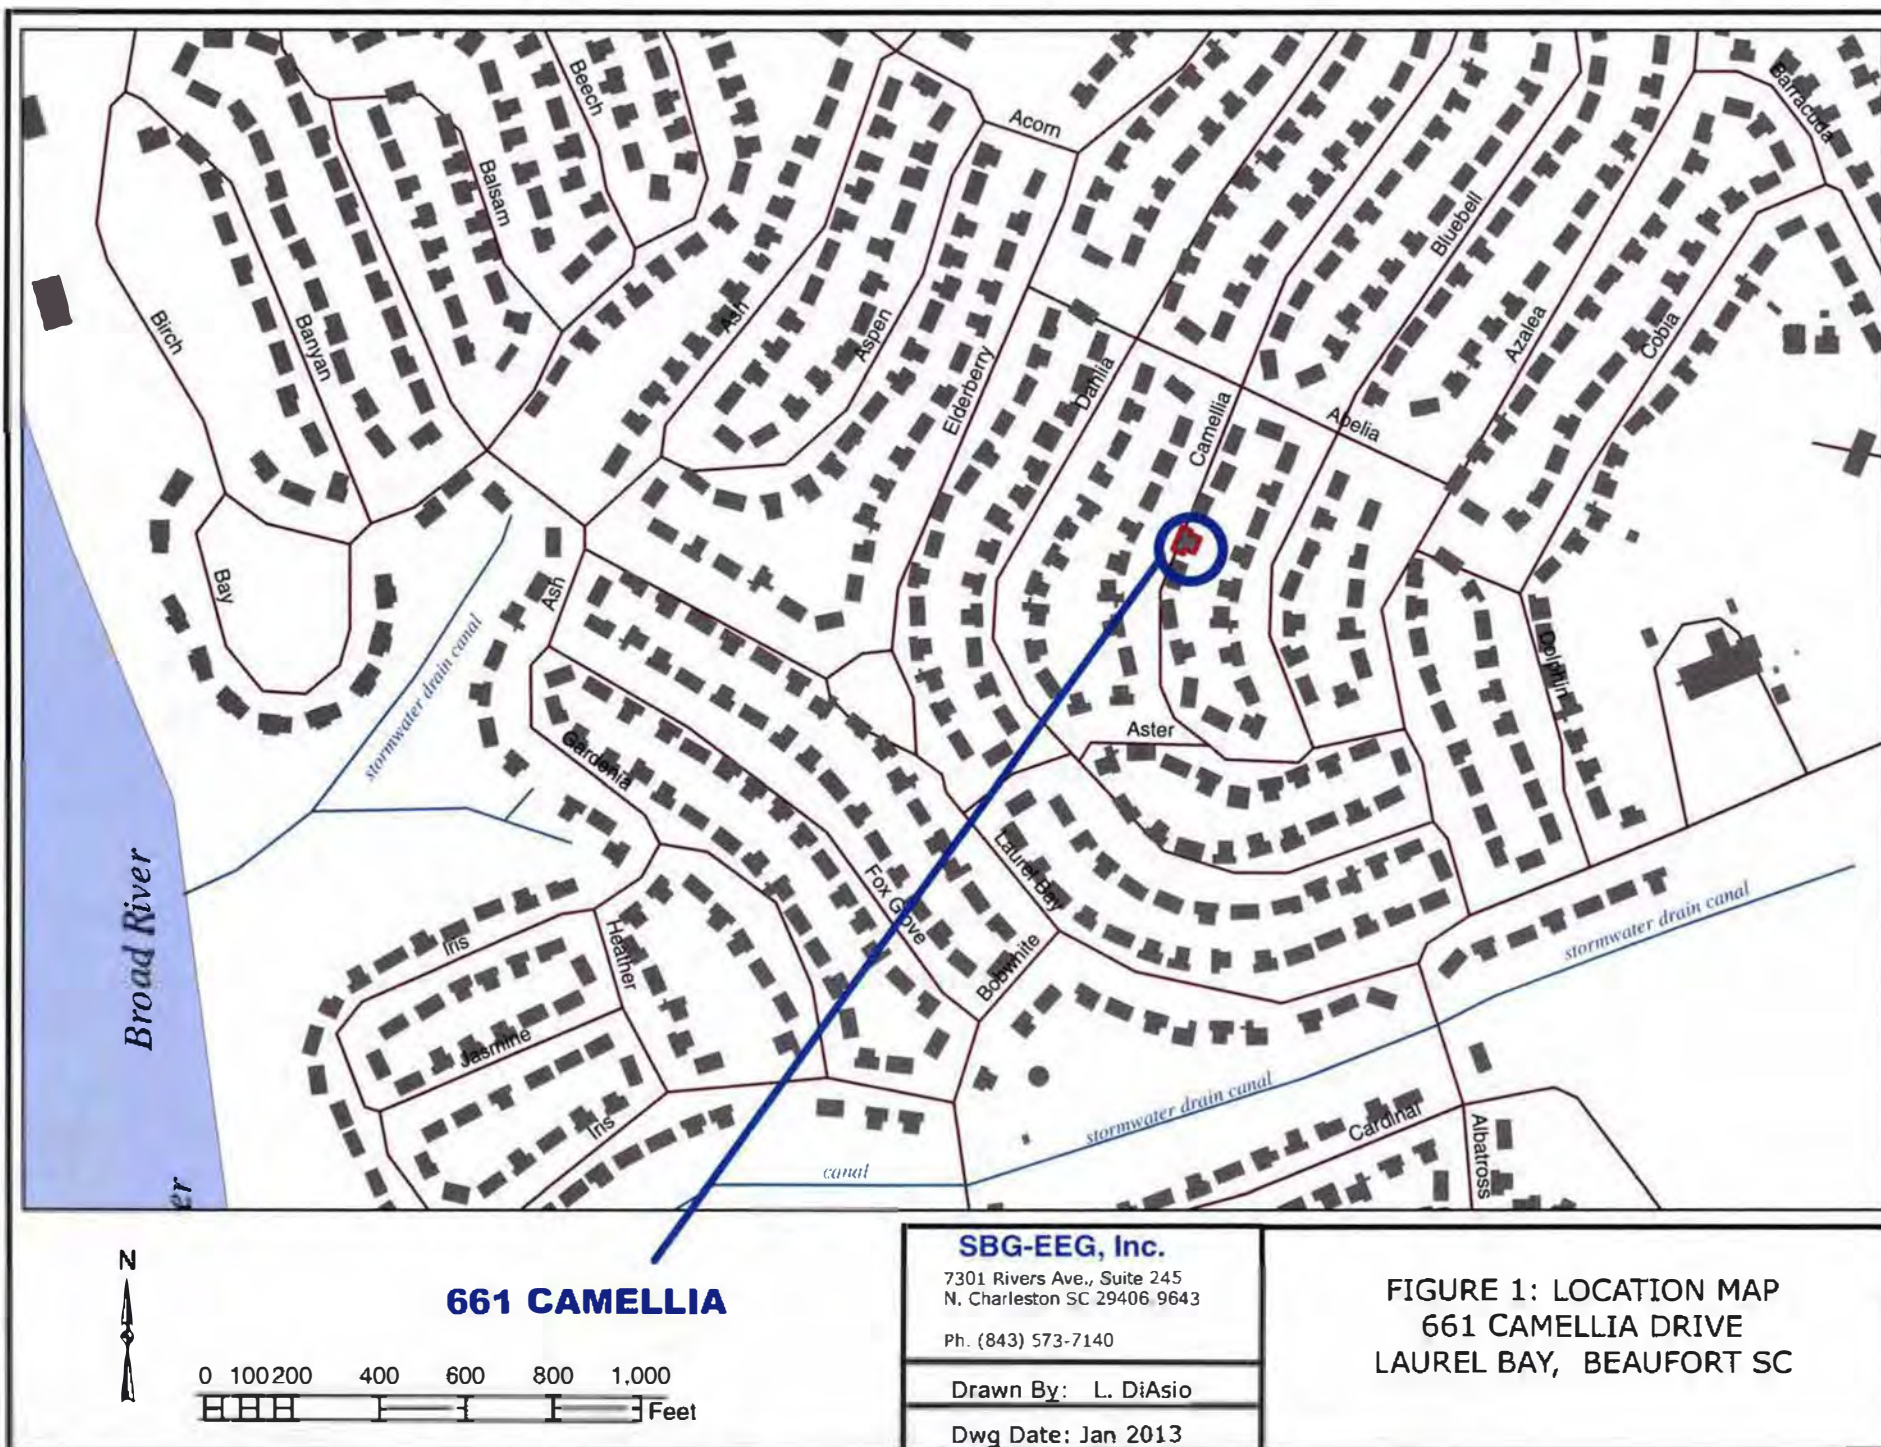 Beech
Barracuda
Acorn
Balsam
Bluebell
Birch
Banyan
Ash
Aspen
Elderberry
Dahlia
Azalea
Cobia
Camellia
Abelia
Bay
Ash
stormwater drain canal
Dolphin
Aster
Gardenia
Laurel Bay
Fox Glove
Broad River
Iris
Heather
Bobwhite
stormwater drain canal
Jasmine
stormwater drain canal
Iris
Cardinal
Albatross
canal
er
N
661 CAMELLIA
0 100 200 400 600 800 1,000
Feet
SBG-EEG, Inc.
7301 Rivers Ave., Suite 245
N. Charleston SC 29406 9643
Ph. (843) 573-7140
Drawn By: L. DiAsio
Dwg Date: Jan 2013
FIGURE 1: LOCATION MAP
661 CAMELLIA DRIVE
LAUREL BAY, BEAUFORT SC